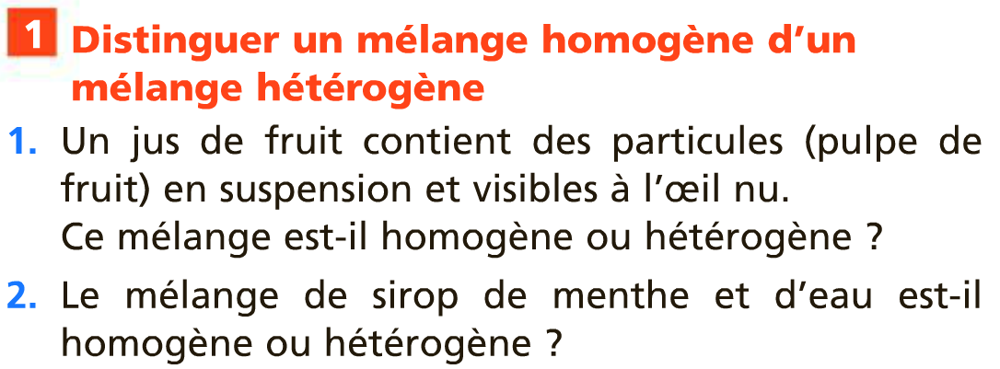 1 Distinguer un mélange homogène d’un
mélange hétérogène
1. Un jus de fruit contient des particules (pulpe de
fruit) en suspension et visibles à l’œil nu.
Ce mélange est-il homogène ou hétérogène ?
2. Le mélange de sirop de menthe et d’eau est-il
homogène ou hétérogène ?